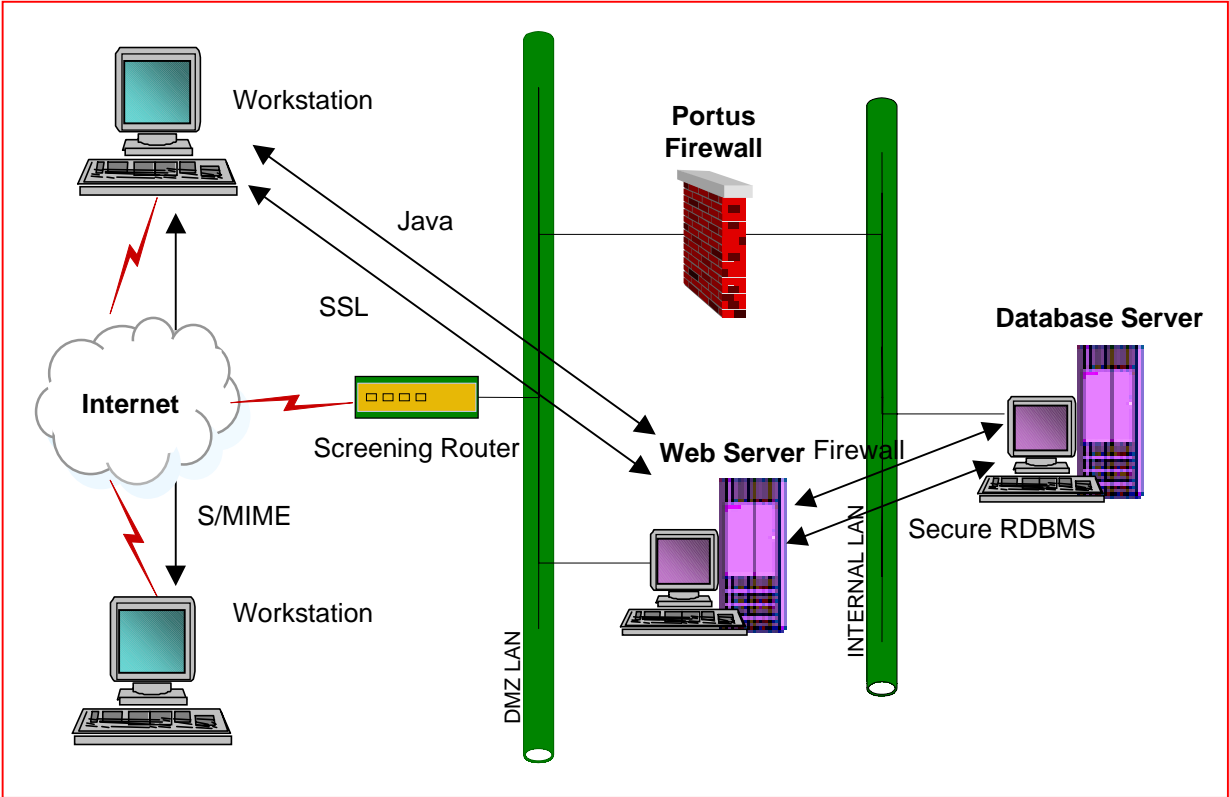 Workstation
Portus
Firewall
Java
SSL
Database Server
Internet
Screening Router
Web Server
Firewall
S/MIME
Secure RDBMS
Workstation
DMZ LAN
INTERNAL LAN